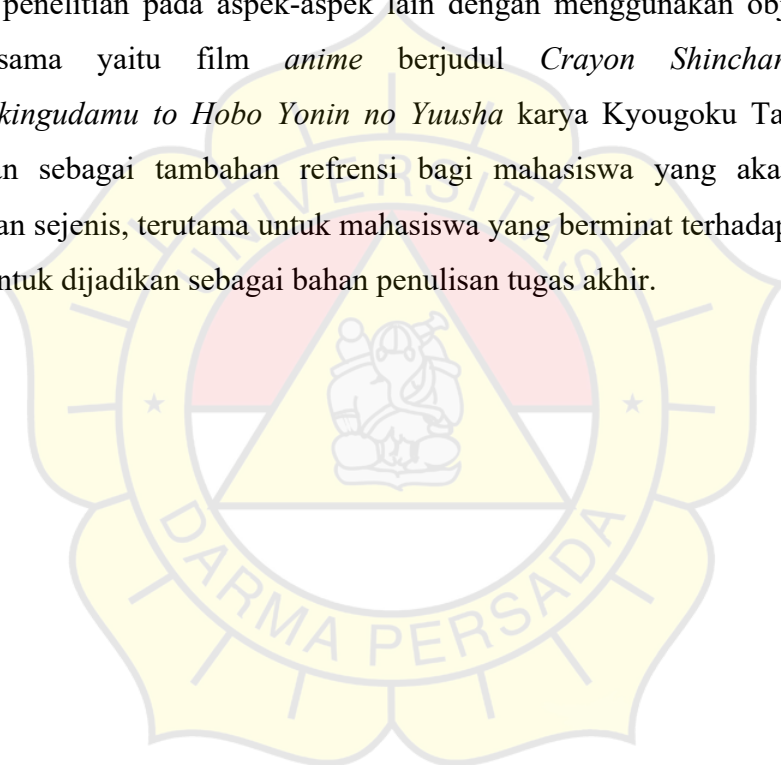 penelitian pada aspek-aspek lain dengan menggunakan obj
sama yaitu film anime berjudul Crayon Shinchan
kingudamu to Hobo Yonin no Yuusha karya Kyougoku Ta
an sebagai tambahan refrensi bagi mahasiswa yang aka
an sejenis, terutama untuk mahasiswa yang berminat terhadap
ntuk dijadikan sebagai bahan penulisan tugas akhir.
UNIVERSITAS
DARMA PERSADA